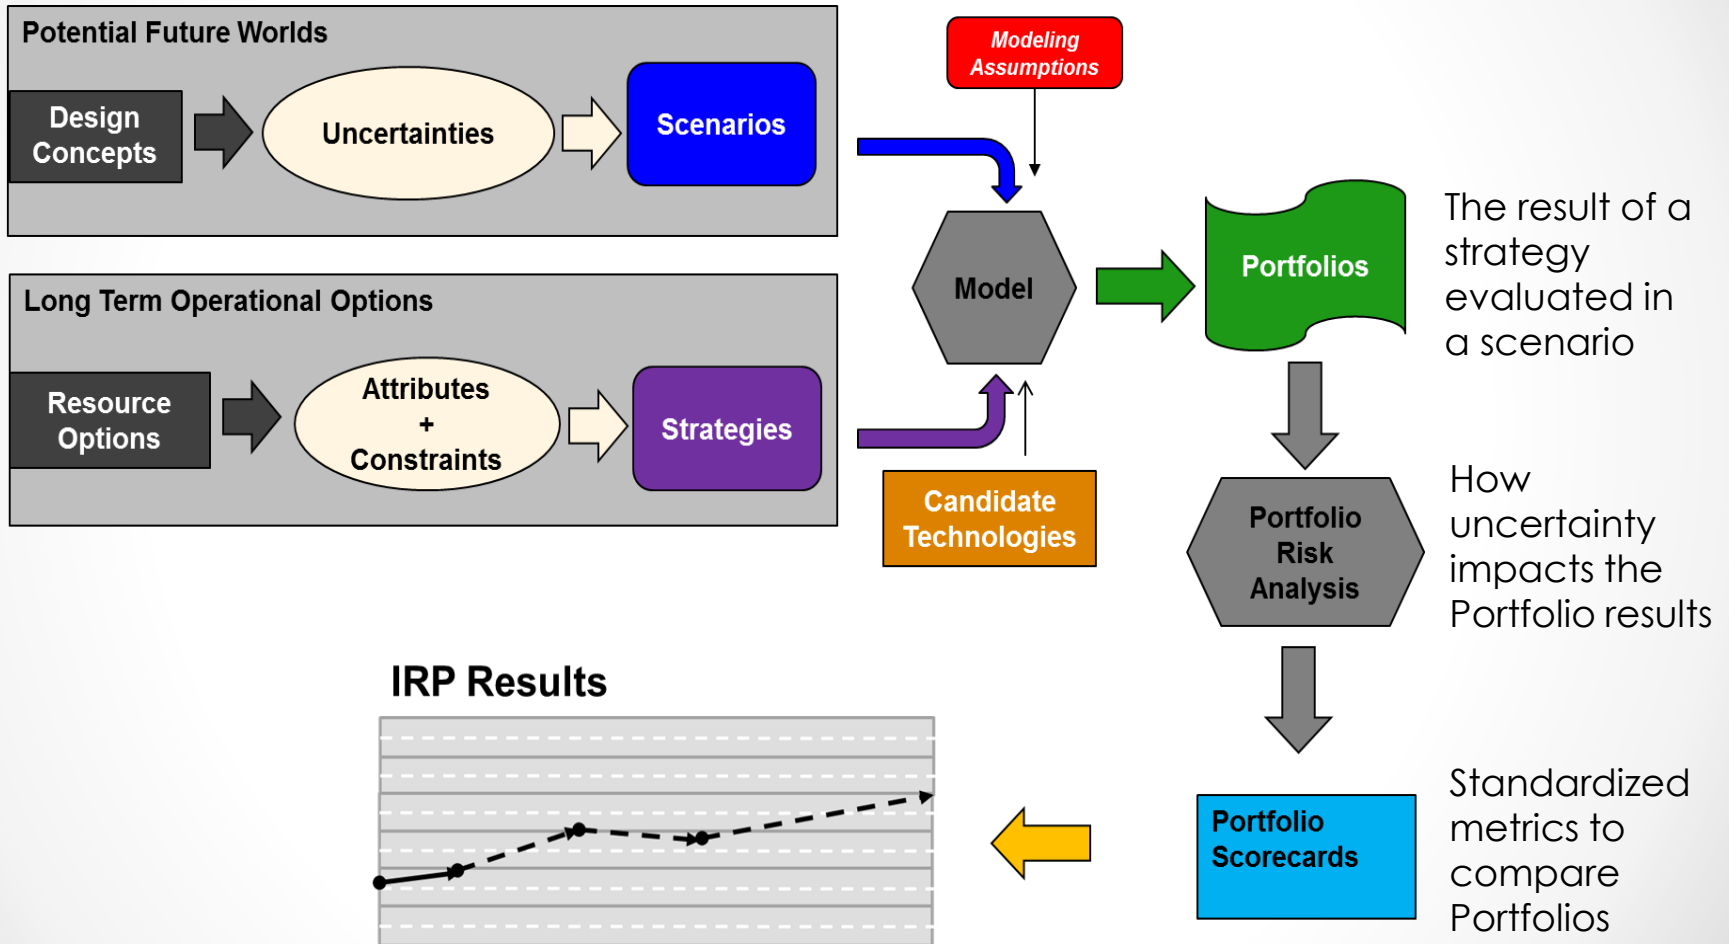 Potential Future Worlds
Design
Concepts
Uncertainties
Scenarios
Modeling
Assumptions
Long Term Operational Options
Resource
Options
Attributes
+
Constraints
Strategies
Model
Candidate
Technologies
Portfolios
The result of a
strategy
evaluated in
a scenario
Portfolio
Risk
Analysis
How
uncertainty
impacts the
Portfolio results
Portfolio
Scorecards
Standardized
metrics to
compare
Portfolios
IRP Results